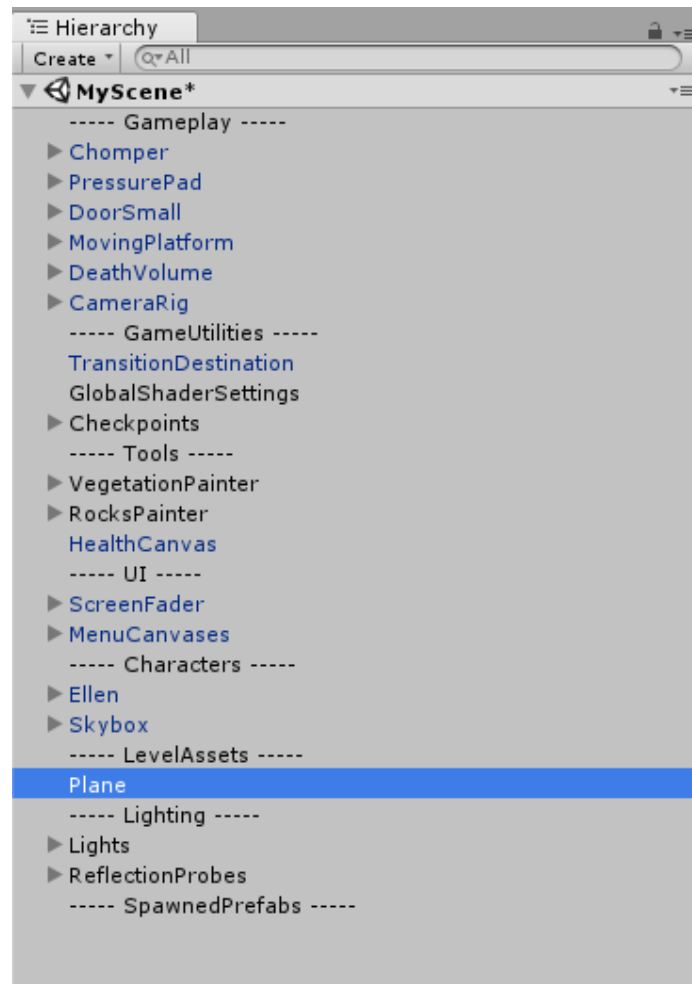 Hierarchy
Create All
MyScene*
----- Gameplay -----
Chomper
PressurePad
DoorSmall
MovingPlatform
DeathVolume
CameraRig
----- GameUtilities -----
TransitionDestination
GlobalShaderSettings
Checkpoints
----- Tools -----
VegetationPainter
RocksPainter
HealthCanvas
----- UI -----
ScreenFader
MenuCanvases
----- Characters -----
Ellen
Skybox
----- LevelAssets -----
Plane
----- Lighting -----
Lights
ReflectionProbes
----- SpawnedPrefabs -----